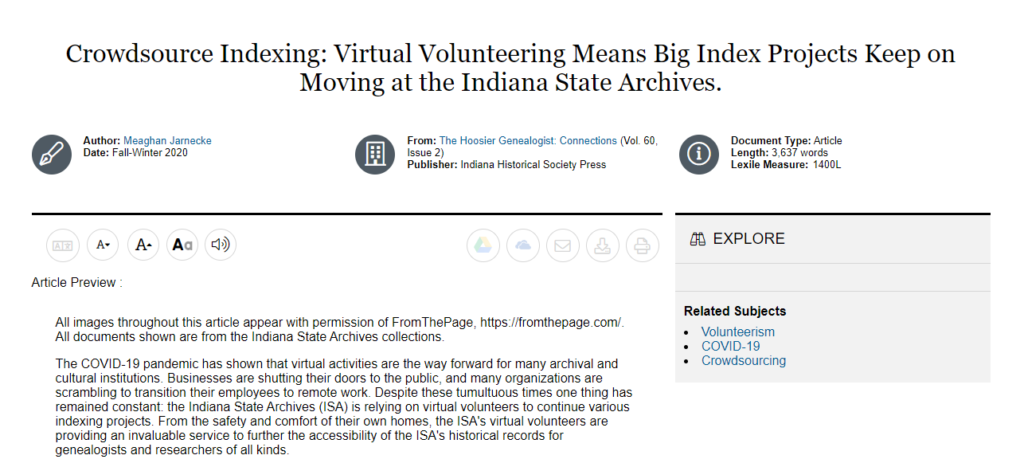 Crowdsource Indexing: Virtual Volunteering Means Big Index Projects Keep on
Moving at the Indiana State Archives.
Author: Meaghan Jarnecke
Date: Fall-Winter 2020
From: The Hoosier Genealogist: Connections (Vol. 60,
Issue 2)
Publisher: Indiana Historical Society Press
Document Type: Article
Length: 3,637 words
Lexile Measure: 1400L
A A Aa
EXPLORE
Article Preview :
All images throughout this article appear with permission of FromThePage, https://fromthepage.com/.
All documents shown are from the Indiana State Archives collections.
The COVID-19 pandemic has shown that virtual activities are the way forward for many archival and
cultural institutions. Businesses are shutting their doors to the public, and many organizations are
scrambling to transition their employees to remote work. Despite these tumultuous times one thing has
remained constant: the Indiana State Archives (ISA) is relying on virtual volunteers to continue various
indexing projects. From the safety and comfort of their own homes, the ISA's virtual volunteers are
providing an invaluable service to further the accessibility of the ISA's historical records for
genealogists and researchers of all kinds.
Related Subjects
Volunteerism
COVID-19
Crowdsourcing